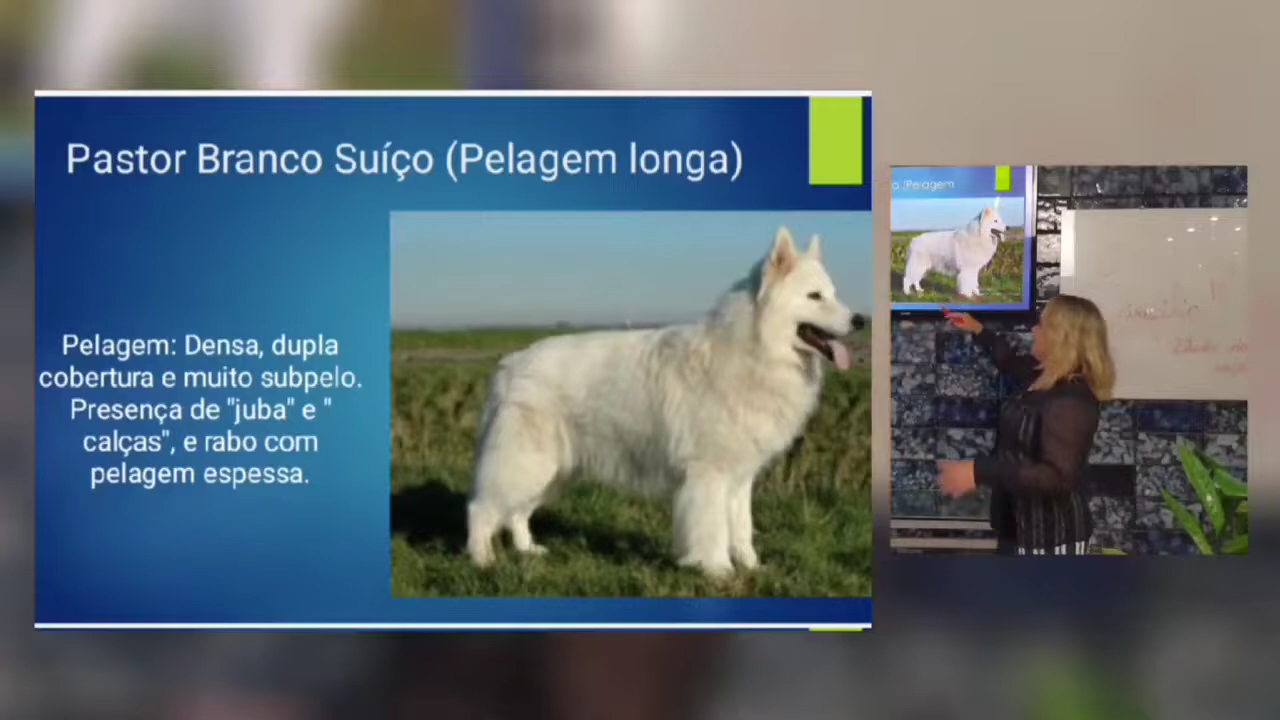 Pastor Branco Suíço (Pelagem longa)
Pelagem: Densa, dupla
cobertura e muito subpelo.
Presença de "juba" e "
calças", e rabo com
pelagem espessa.
o (Pelagem